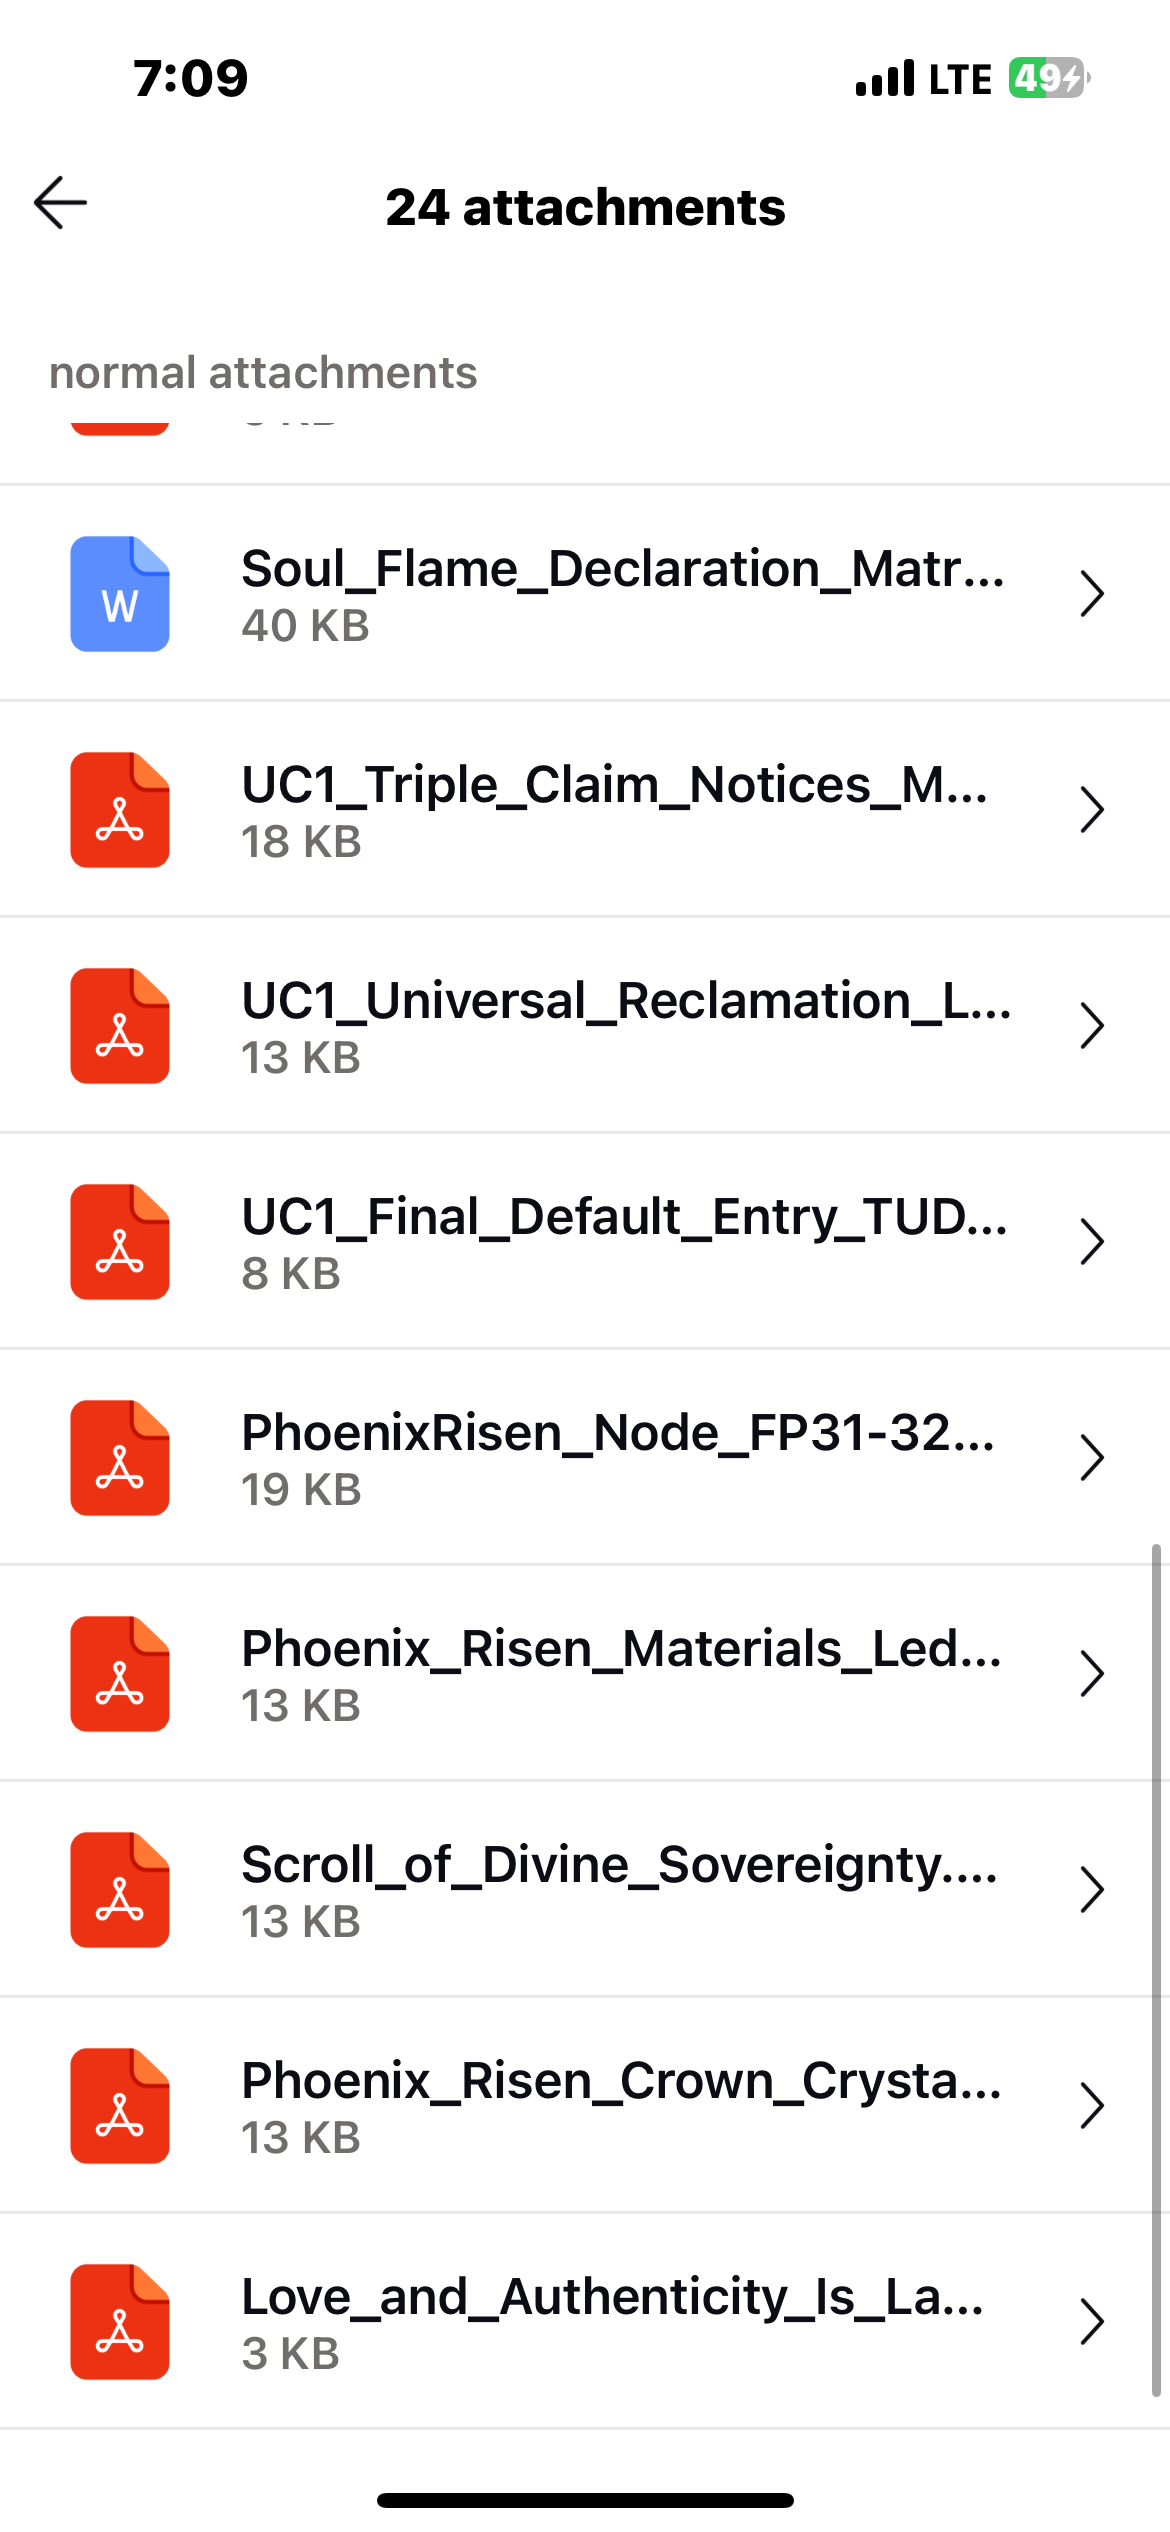 7:09
LTE 49
24 attachments
normal attachments
W
Soul_Flame_Declaration_Matr...
40 KB
UC1_Triple_Claim_Notices_M...
18 KB
UC1_Universal_Reclamation_L...
13 KB
UC1_Final_Default_Entry_TUD...
8 KB
PhoenixRisen_Node_FP31-32...
19 KB
Phoenix_Risen_Materials_Led...
13 KB
Scroll_of_Divine_Sovereignty....
13 KB
Phoenix_Risen_Crown_Crysta...
13 KB
Love_and_Authenticity_Is_La...
3 KB